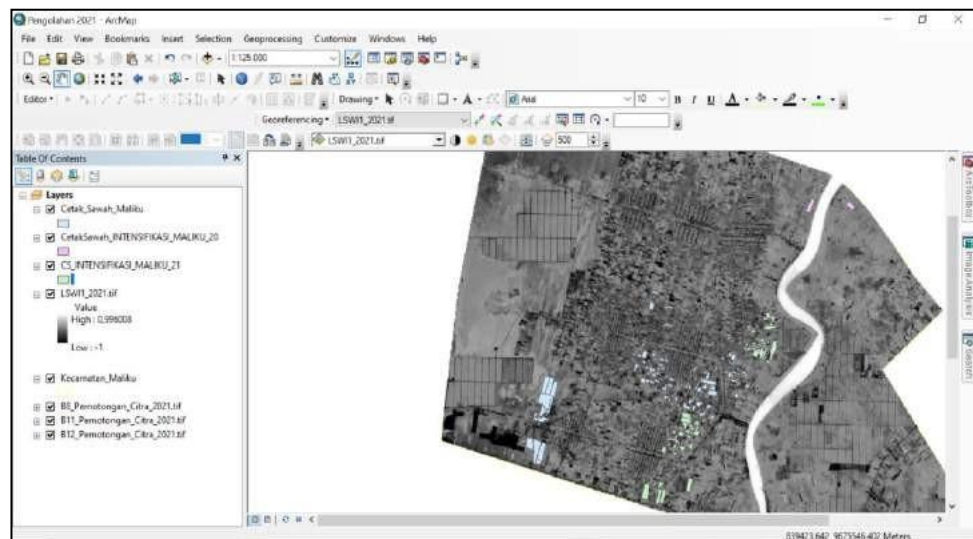 Pengolahan 2021 - ArcMap
File Edit View Bookmarks Insert Selection Geoprocessing Customize Windows Help
1:125.000
Editor Drawing A Arial 10 B I U A
Georeferencing LSWI1_2021.tif
LSWI1_2021.tif 500
Table Of Contents
Layers
Cetak_Sawah_Maliku
CetakSawah_INTENSIFIKASI_MALIKU_20
CS_INTENSIFIKASI_MALIKU_21
LSWI1_2021.tif
Value
High : 0,996008
Low : -1
Kecamatan_Maliku
B8_Pemotongan_Citra_2021.tif
B11_Pemotongan_Citra_2021.tif
B12_Pemotongan_Citra_2021.tif
ArcToolbox
Image Analysis
Search
839423,642 9675546,402 Meters